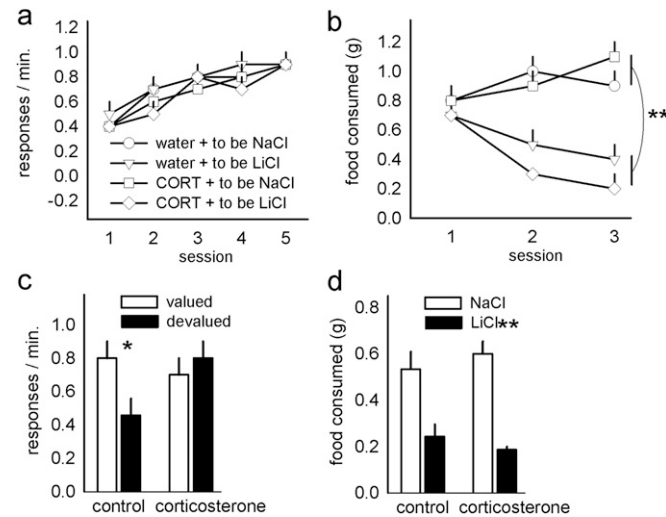 a
responses / min.
1.2
1.0
0.8
0.6
0.4
0.2
-0.0
-0.2
water + to be NaCl
water + to be LiCl
CORT + to be NaCl
CORT + to be LiCl
1 2 3 4 5
session
b
food consumed (g)
1.2
1.0
0.8
0.6
0.4
0.2
0.0
**
1 2 3
session
c
responses / min.
valued
devalued
1.0
0.8
0.6
0.4
0.2
0.0
*
control corticosterone
d
food consumed (g)
NaCl
LiCl
**
0.8
0.6
0.4
0.2
0.0
control corticosterone